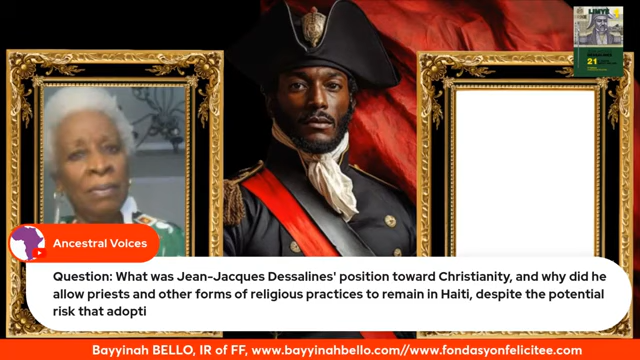 LIMYÈ
21
Ancestral Voices
Question: What was Jean-Jacques Dessalines' position toward Christianity, and why did he
allow priests and other forms of religious practices to remain in Haiti, despite the potential
risk that adopti
Bayyinah BELLO, IR of FF, www.bayyinahbello.com//www.fondasyonfelicitee.com